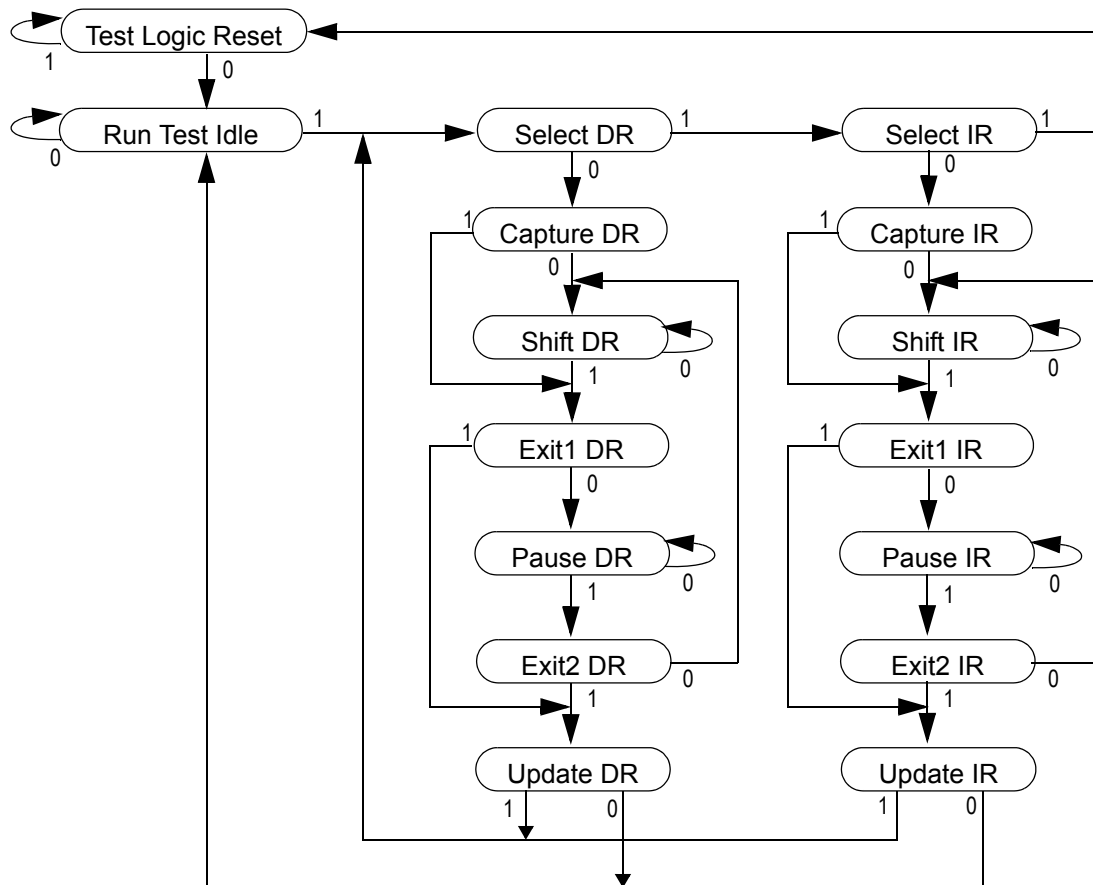 Test Logic Reset
1
0
Run Test Idle
0
1
Select DR
1
0
Select IR
1
0
1
Capture DR
0
1
Capture IR
0
Shift DR
0
1
Shift IR
0
1
1
Exit1 DR
0
1
Exit1 IR
0
Pause DR
0
1
Pause IR
0
1
Exit2 DR
0
1
Exit2 IR
0
1
Update DR
1
0
Update IR
1
0